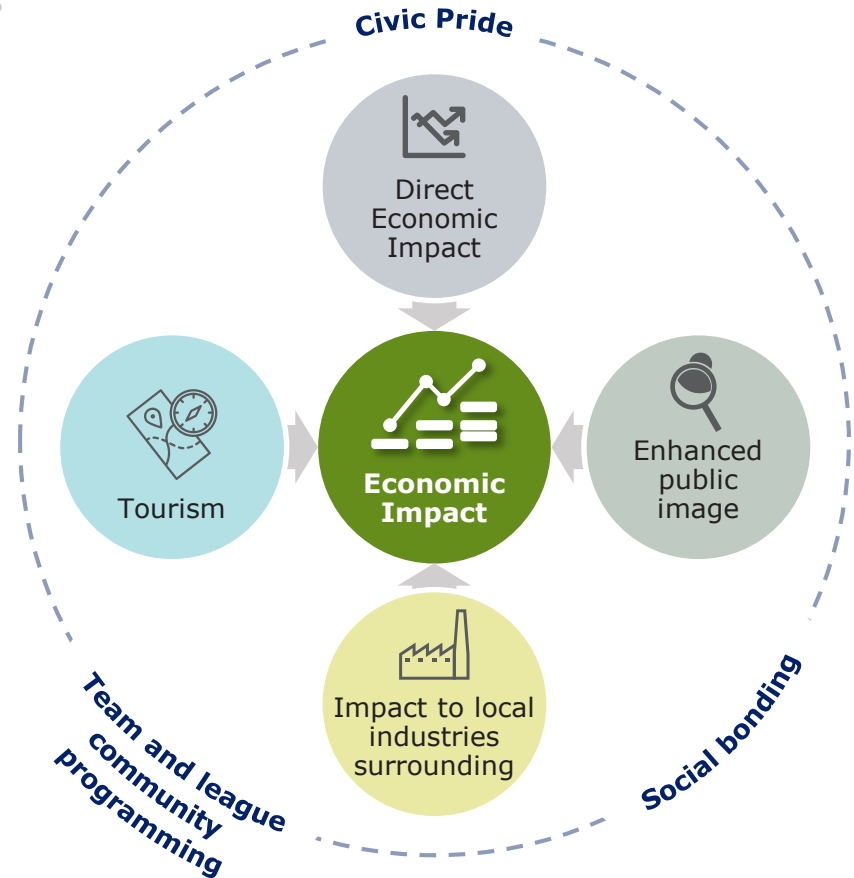 Civic Pride
Direct
Economic
Impact
Tourism
Economic
Impact
Enhanced
public
image
Impact to local
industries
surrounding
Team and league
community
programming
Social bonding